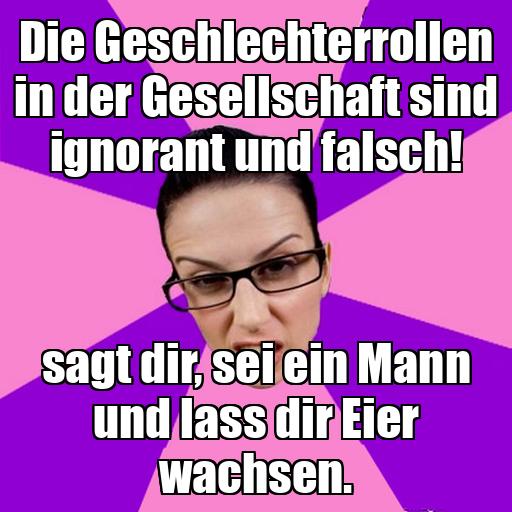 Die Geschlechterrollen
in der Gesellschaft sind
ignorant und falsch!
sagt dir, sei ein Mann
und lass dir Eier
wachsen.